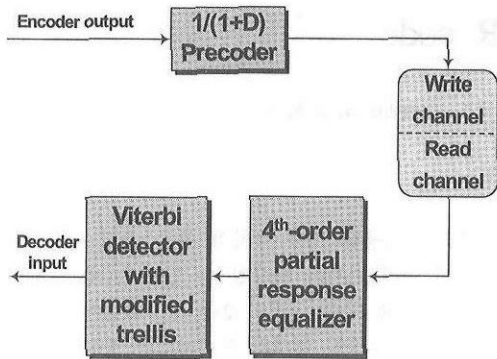 Encoder output
1/(1+D)
Precoder
Write
channel
Read
channel
4th-order
partial
response
equalizer
Viterbi
detector
with
modified
trellis
Decoder
input